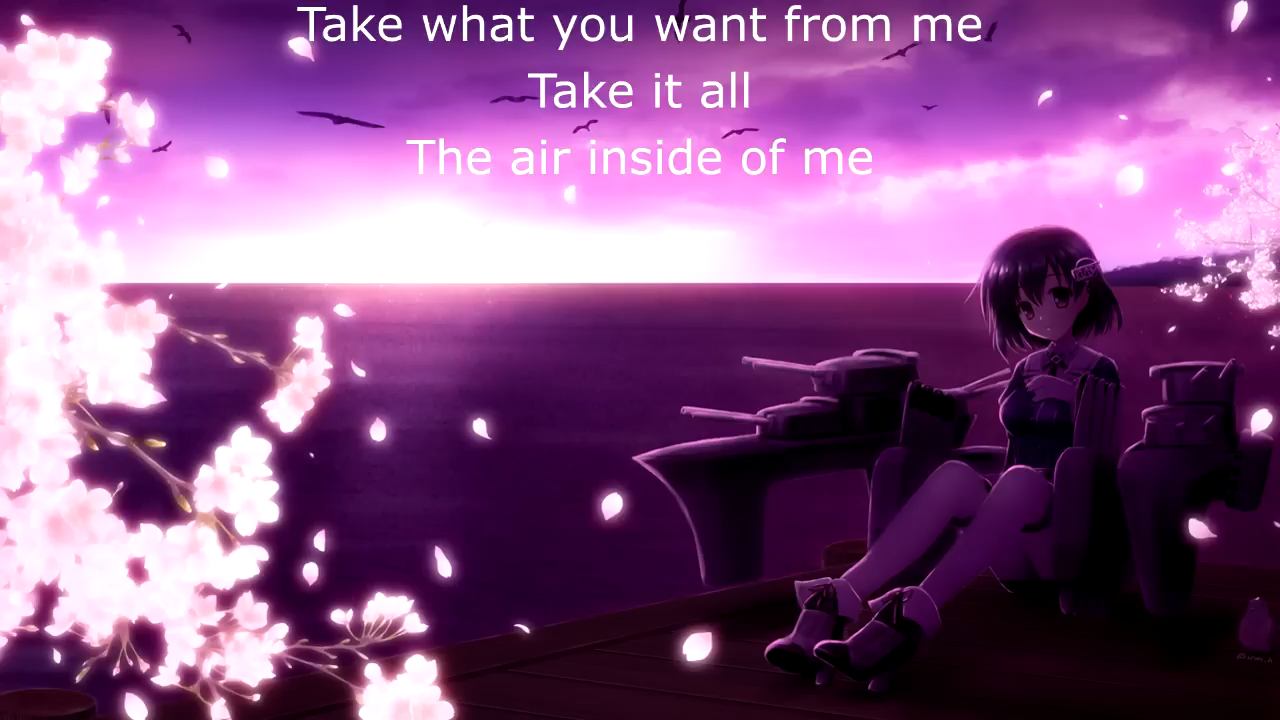 Take what you want from me
Take it all
The air inside of me